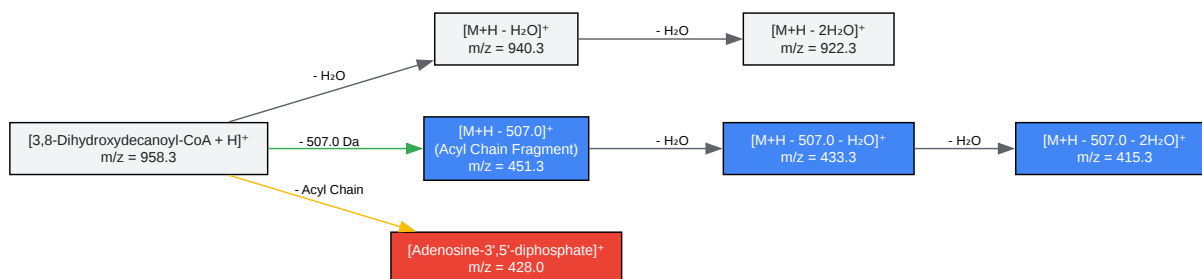 [M+H - H₂O]⁺
m/z = 940.3
- H₂O
[M+H - 2H₂O]⁺
m/z = 922.3
- H₂O
[3,8-Dihydroxydecanoyl-CoA + H]⁺
m/z = 958.3
- 507.0 Da
[M+H - 507.0]⁺
(Acyl Chain Fragment)
m/z = 451.3
- H₂O
[M+H - 507.0 - H₂O]⁺
m/z = 433.3
- H₂O
[M+H - 507.0 - 2H₂O]⁺
m/z = 415.3
- Acyl Chain
[Adenosine-3',5'-diphosphate]⁺
m/z = 428.0